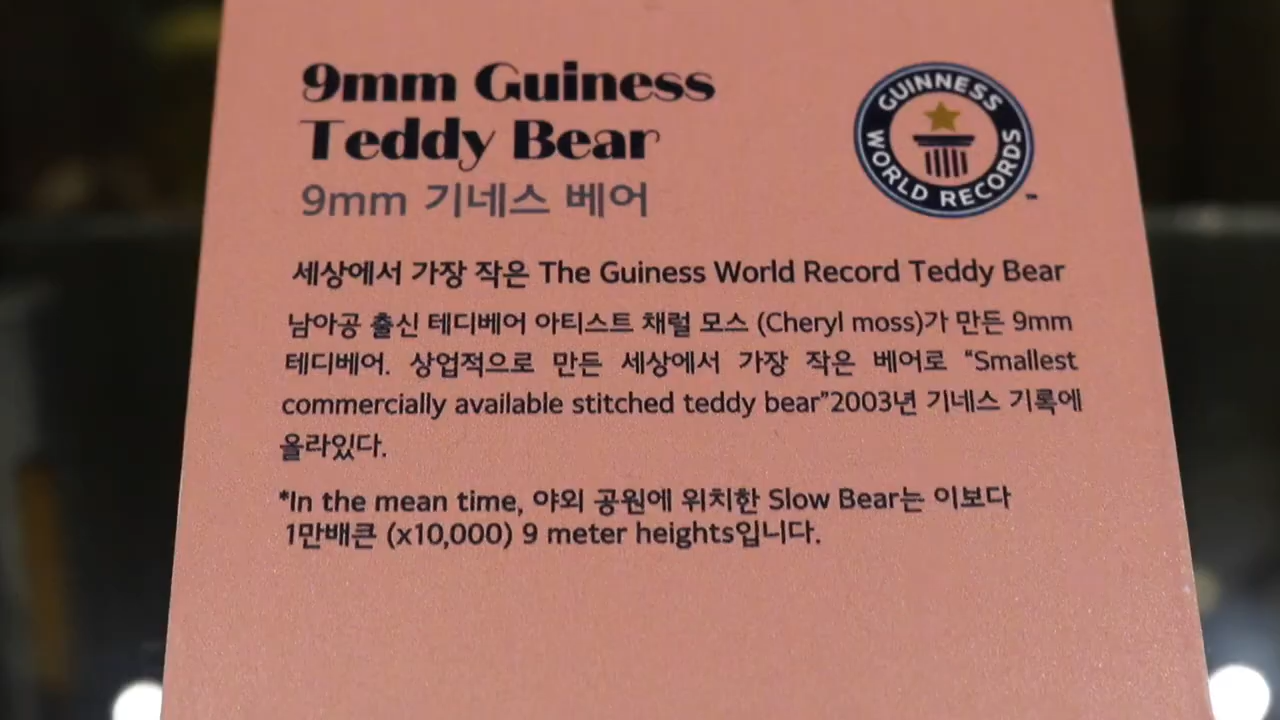 9mm Guiness
Teddy Bear
9mm 기네스 베어
GUINNESS
WORLD RECORDS
세상에서 가장 작은 The Guiness World Record Teddy Bear
남아공 출신 테디베어 아티스트 채럴 모스 (Cheryl moss)가 만든 9mm
테디베어. 상업적으로 만든 세상에서 가장 작은 베어로 “Smallest
commercially available stitched teddy bear”2003년 기네스 기록에
올라있다.
*In the mean time, 야외 공원에 위치한 Slow Bear는 이보다
1만배큰 (x10,000) 9 meter heights입니다.